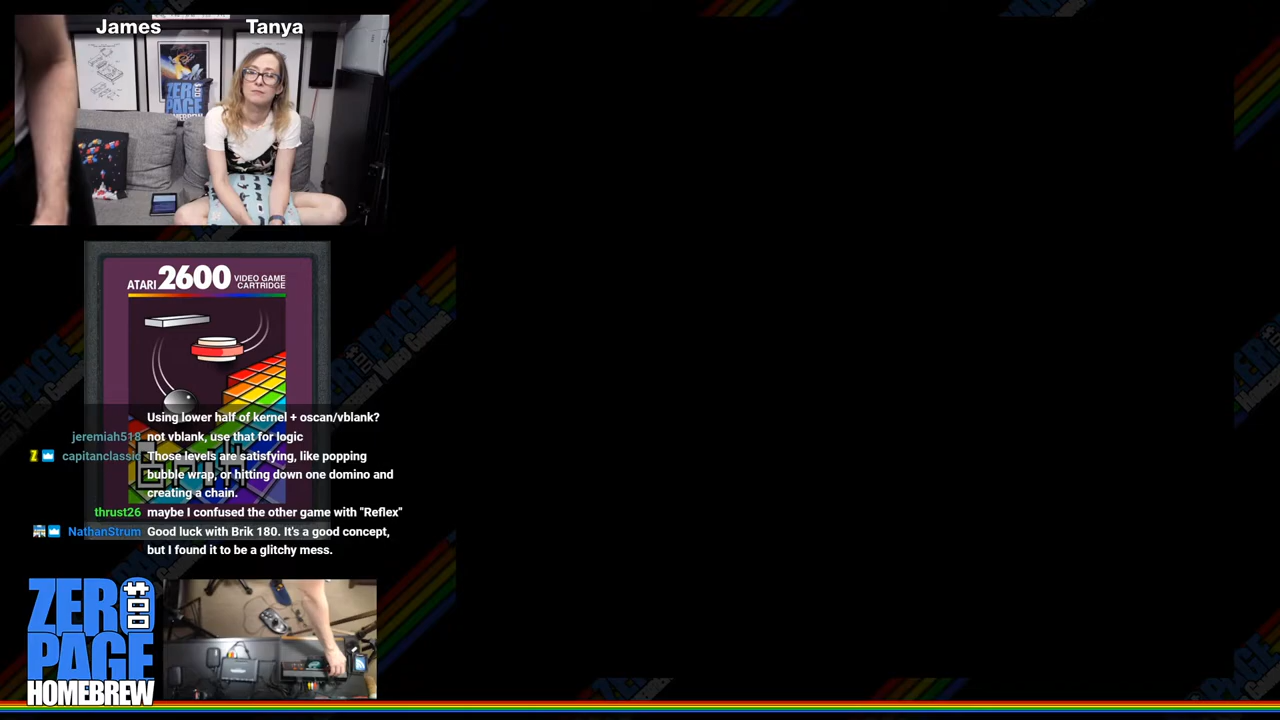 James
Tanya
ZERO
PAGE
ATARI 2600 VIDEO GAME
CARTRIDGE
Using lower half of kernel + oscan/vblank?
jeremiah518 not vblank, use that for logic
Z capitanclassic Those levels are satisfying, like popping
bubble wrap, or hitting down one domino and
creating a chain.
thrust26 maybe I confused the other game with "Reflex"
NathanStrum Good luck with Brik 180. It's a good concept,
but I found it to be a glitchy mess.
ZERO $00
PAGE
HOMEBREW